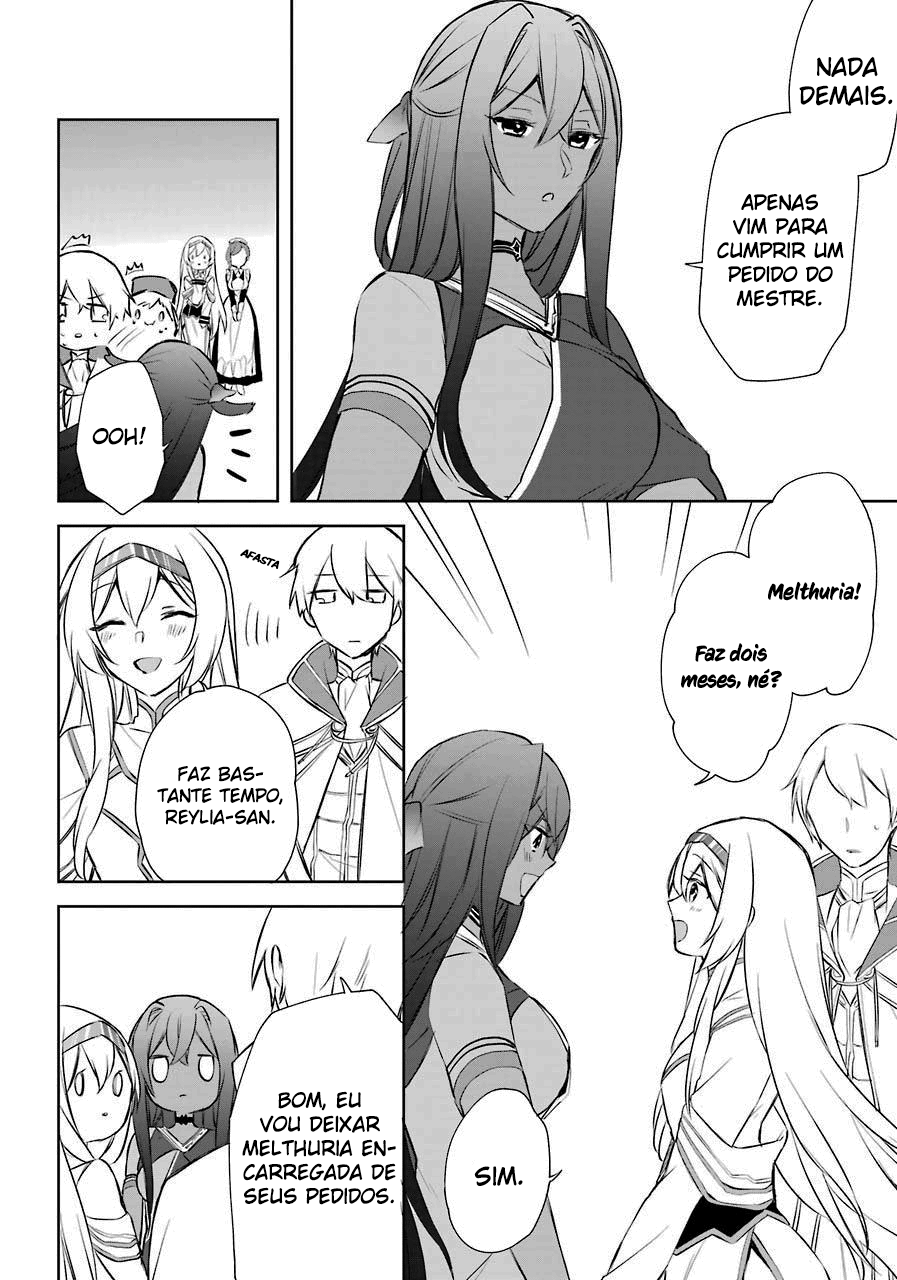 NADA
DEMAIS.
APENAS
VIM PARA
CUMPRIR UM
PEDIDO DO
MESTRE.
OOH!
Melthuria!
Faz dois
meses, né?
AFASTA
FAZ BAS-
TANTE TEMPO,
REYLIA-SAN.
SIM.
BOM, EU
VOU DEIXAR
MELTHURIA EN-
CARREGADA DE
SEUS PEDIDOS.